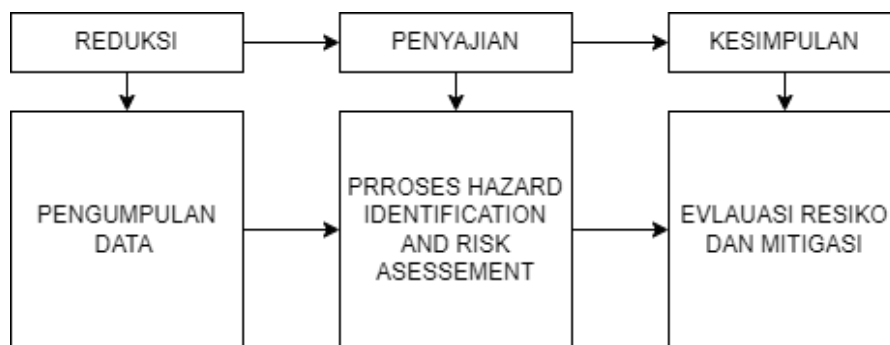 REDUKSI
PENYAJIAN
KESIMPULAN
PENGUMPULAN
DATA
PRROSES HAZARD
IDENTIFICATION
AND RISK
ASESSEMENT
EVLAUASI RESIKO
DAN MITIGASI